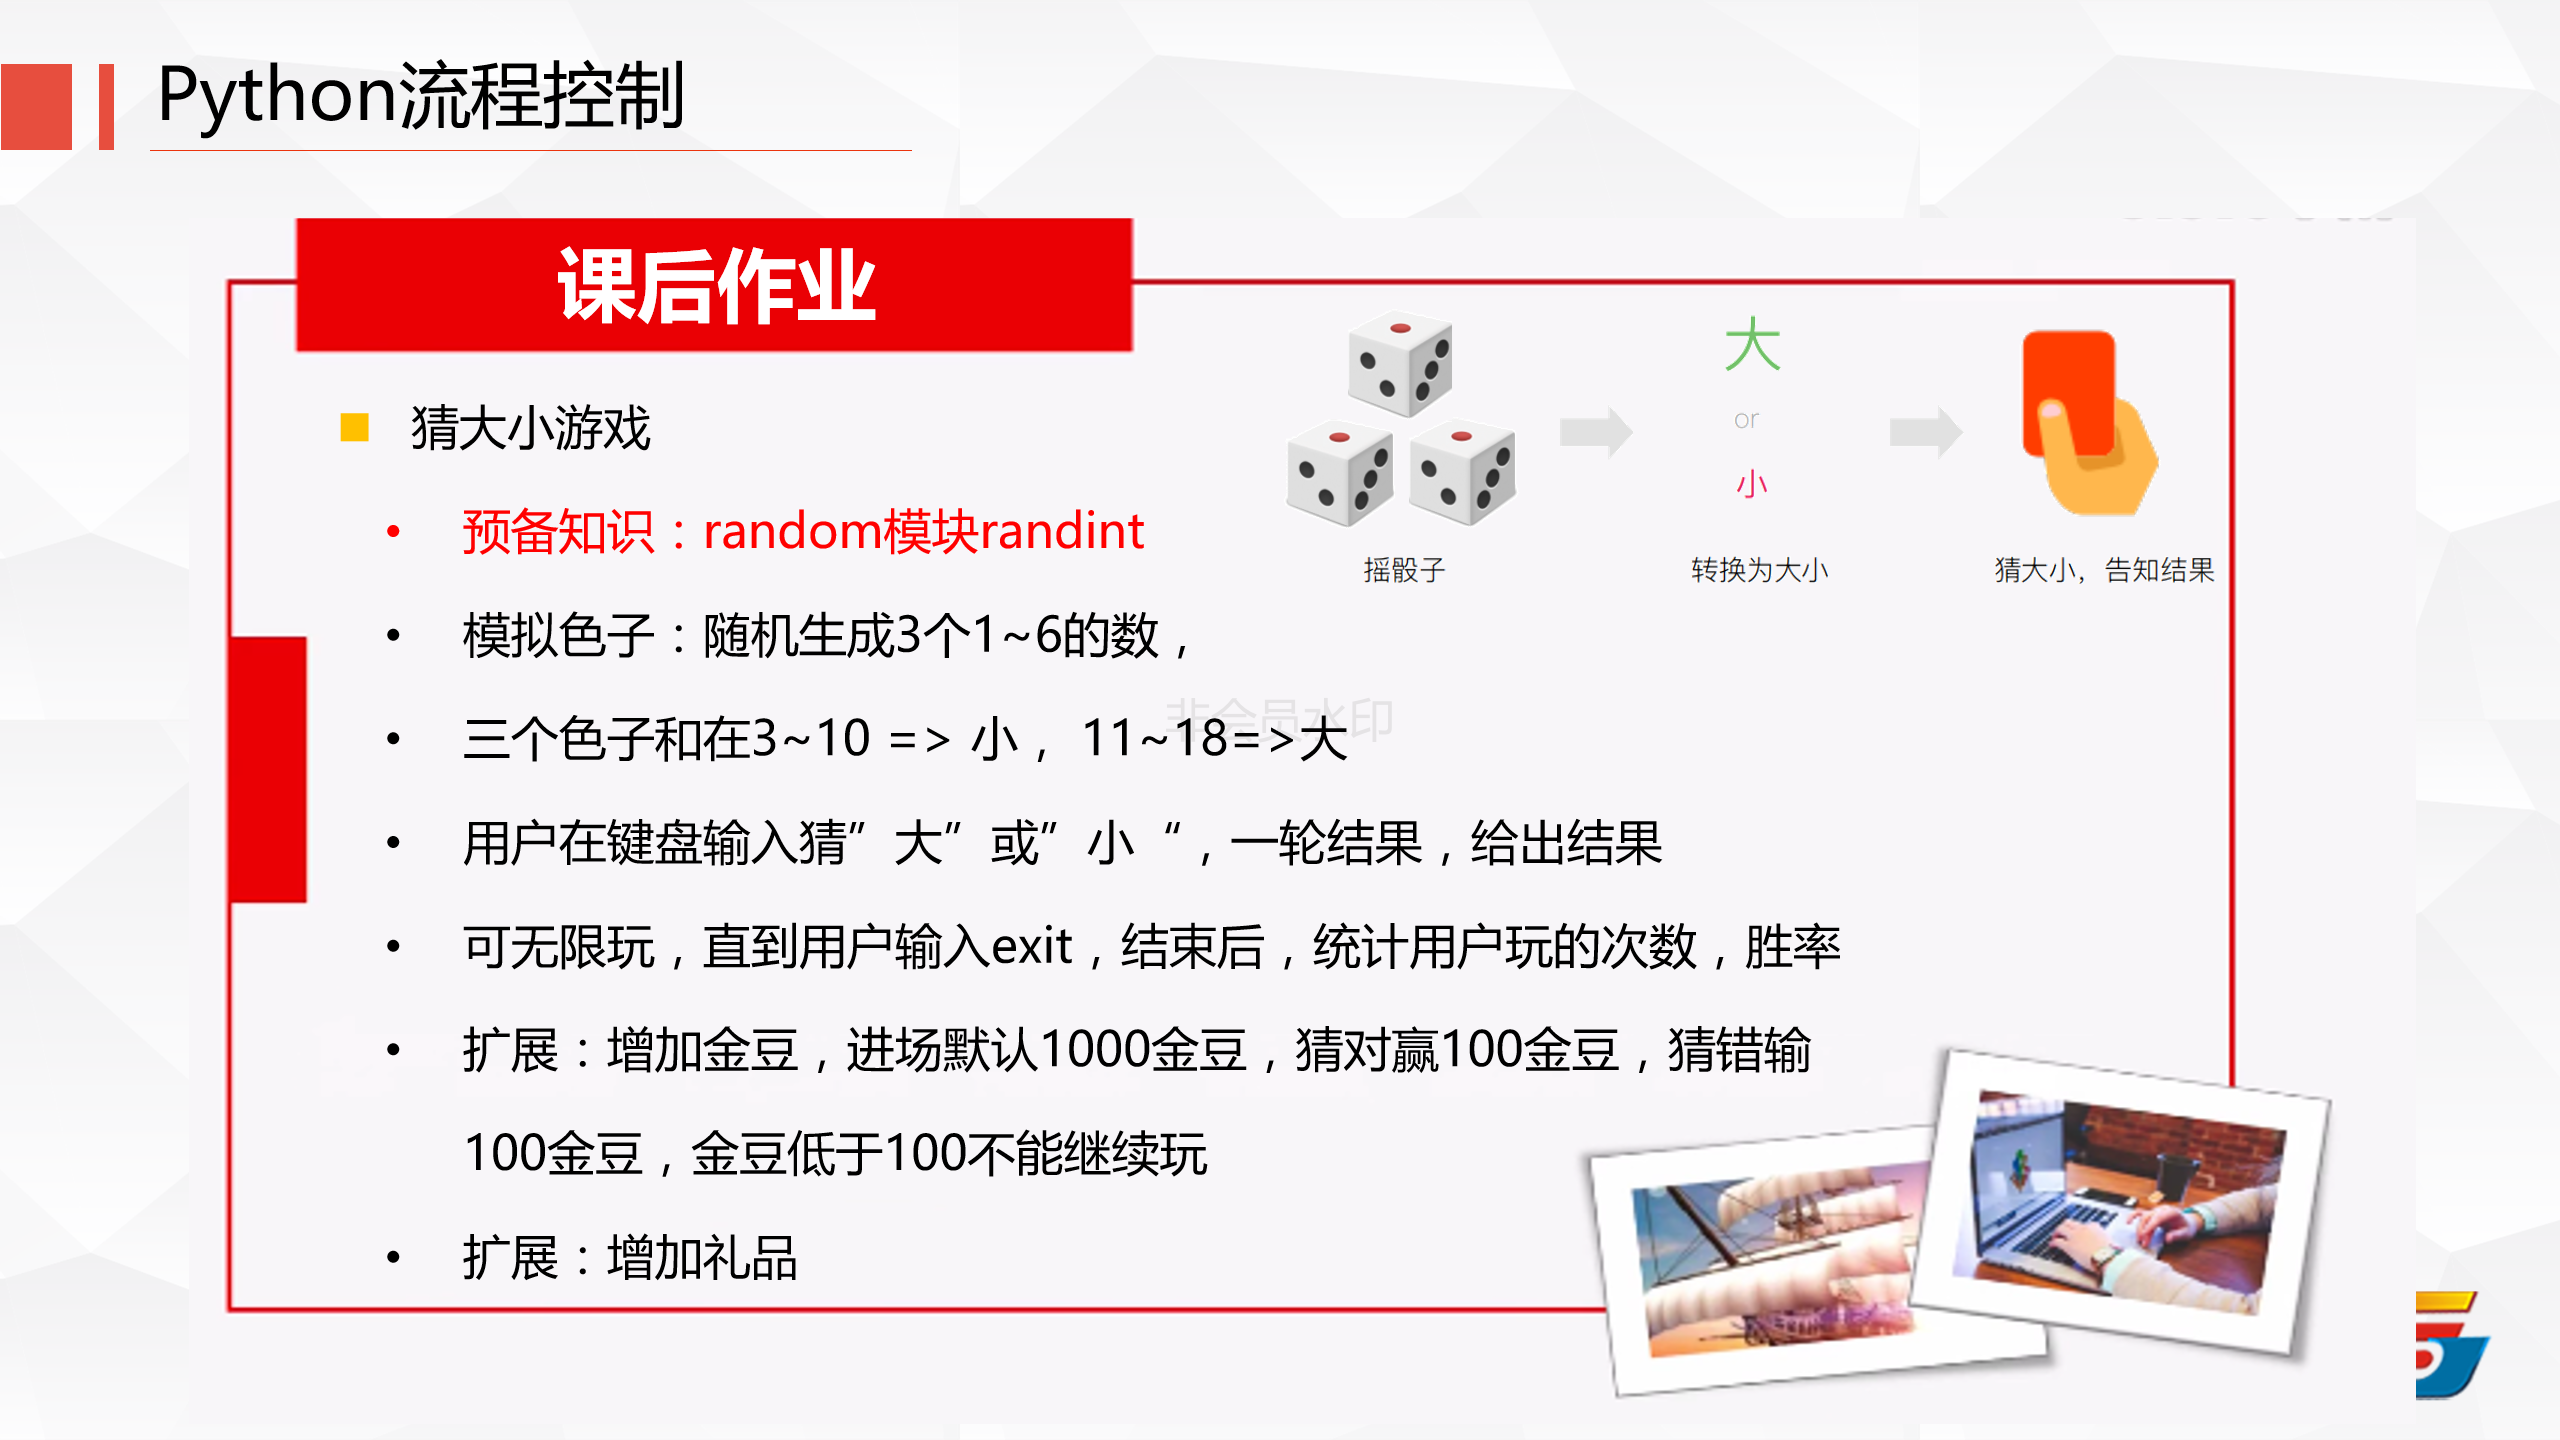 Python流程控制
课后作业
猜大小游戏
大
or
小
摇骰子
转换为大小
猜大小，告知结果
• 预备知识：random模块randint
• 模拟色子：随机生成3个1~6的数，
非会员水印
• 三个色子和在3~10 => 小， 11~18=>大
• 用户在键盘输入猜”大”或”小“，一轮结果，给出结果
• 可无限玩，直到用户输入exit，结束后，统计用户玩的次数，胜率
• 扩展：增加金豆，进场默认1000金豆，猜对赢100金豆，猜错输
100金豆，金豆低于100不能继续玩
• 扩展：增加礼品